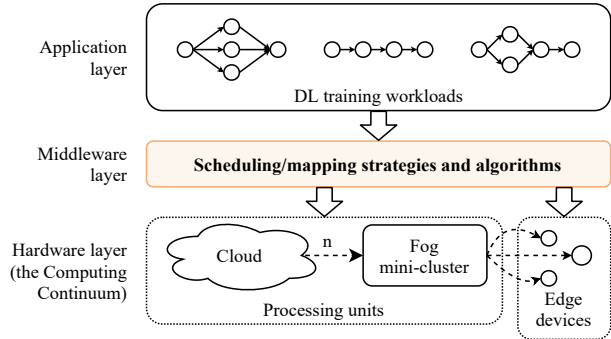 Application
layer
DL training workloads
Middleware
layer
Scheduling/mapping strategies and algorithms
Hardware layer
(the Computing
Continuum)
Cloud
n
Fog
mini-cluster
Processing units
Edge
devices